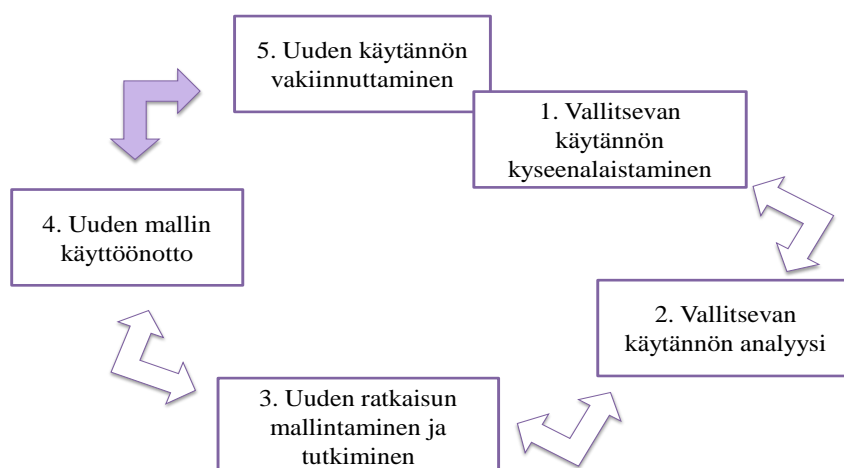 5. Uuden käytännön
vakiinnuttaminen
1. Vallitsevan
käytännön
kyseenalaistaminen
2. Vallitsevan
käytännön analyysi
3. Uuden ratkaisun
mallintaminen ja
tutkiminen
4. Uuden mallin
käyttöönotto